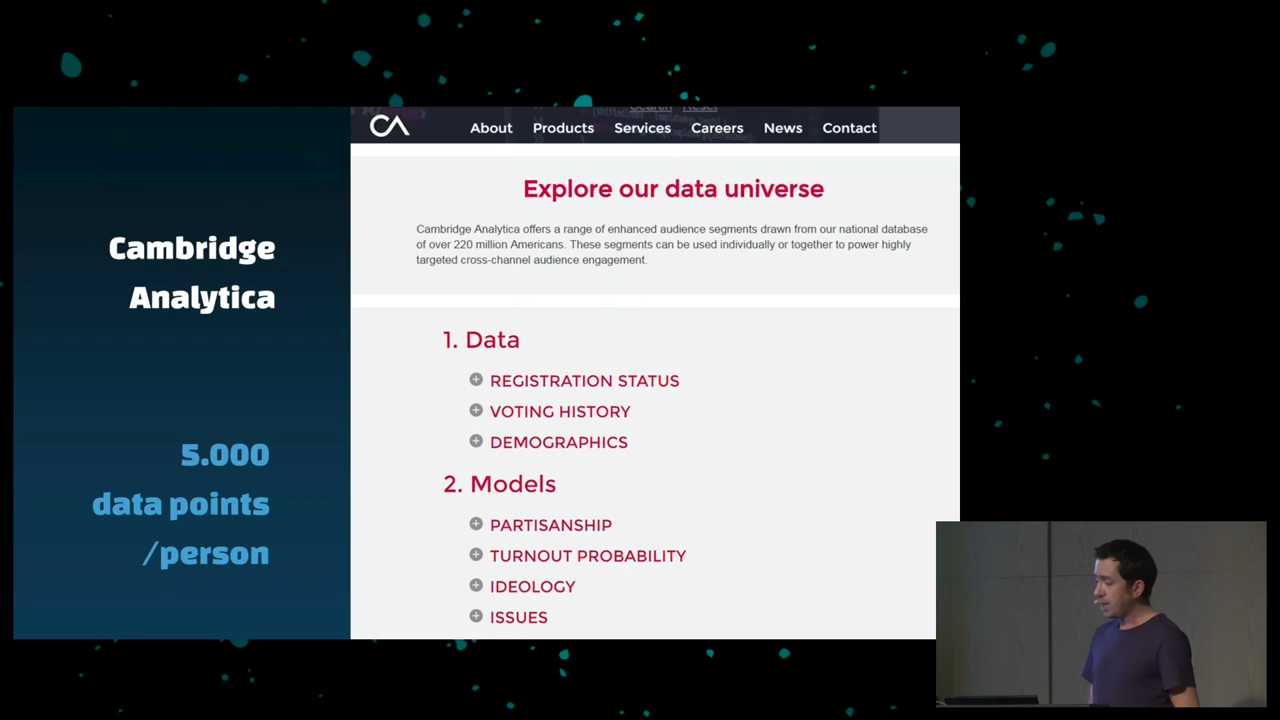 Cambridge
Analytica
5.000
data points
/person
CA
About Products Services Careers News Contact
Explore our data universe
Cambridge Analytica offers a range of enhanced audience segments drawn from our national database
of over 220 million Americans. These segments can be used individually or together to power highly
targeted cross-channel audience engagement.
1. Data
REGISTRATION STATUS
VOTING HISTORY
DEMOGRAPHICS
2. Models
PARTISANSHIP
TURNOUT PROBABILITY
IDEOLOGY
ISSUES